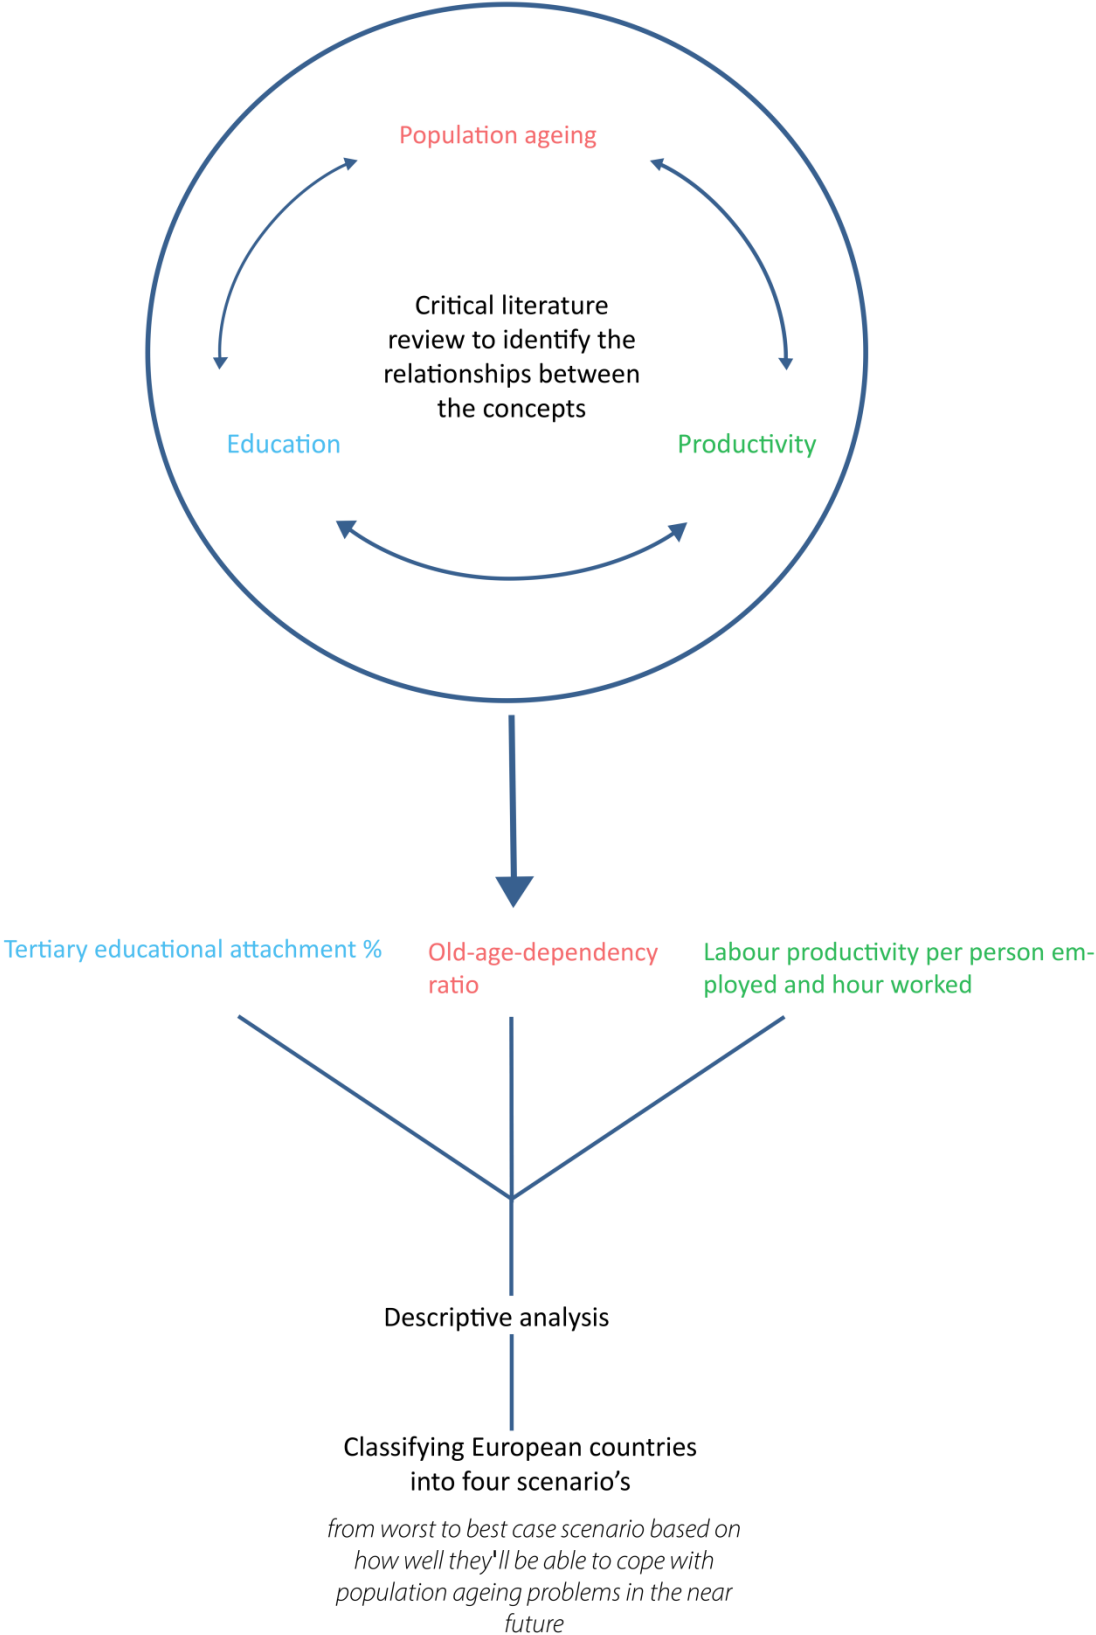 Population ageing
Critical literature
review to identify the
relationships between
the concepts
Education
Productivity
Tertiary educational attachment %
Old-age-dependency
ratio
Labour productivity per person em-
ployed and hour worked
Descriptive analysis
Classifying European countries
into four scenario's
from worst to best case scenario based on
how well they'll be able to cope with
population ageing problems in the near
future